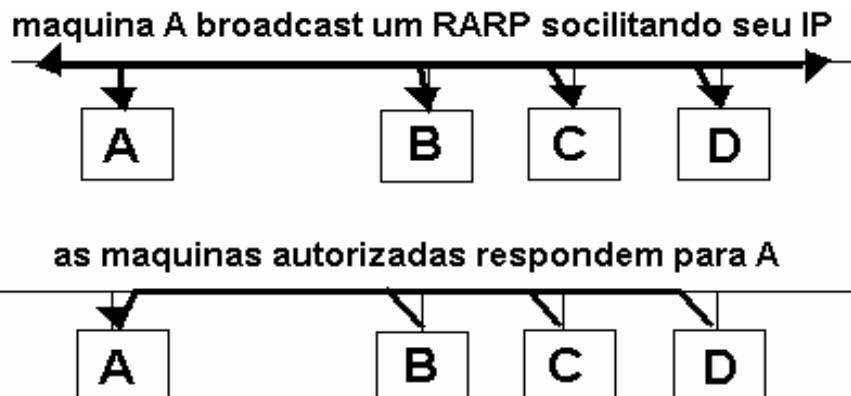 maquina A broadcast um RARP socilitando seu IP
A B C D
as maquinas autorizadas respondem para A
A B C D